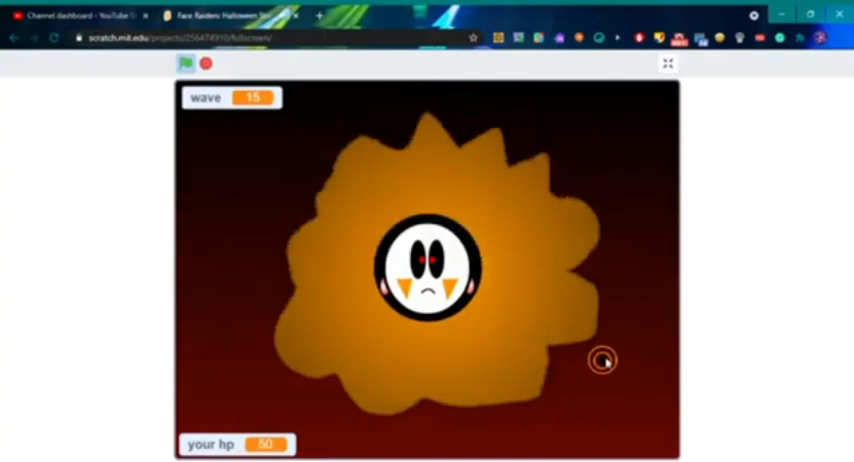 Channel dashboard - YouTube S
Face Raiders: Halloween
scratch.mit.edu/projects/256474910/fullscreen/
wave 15
your hp 50